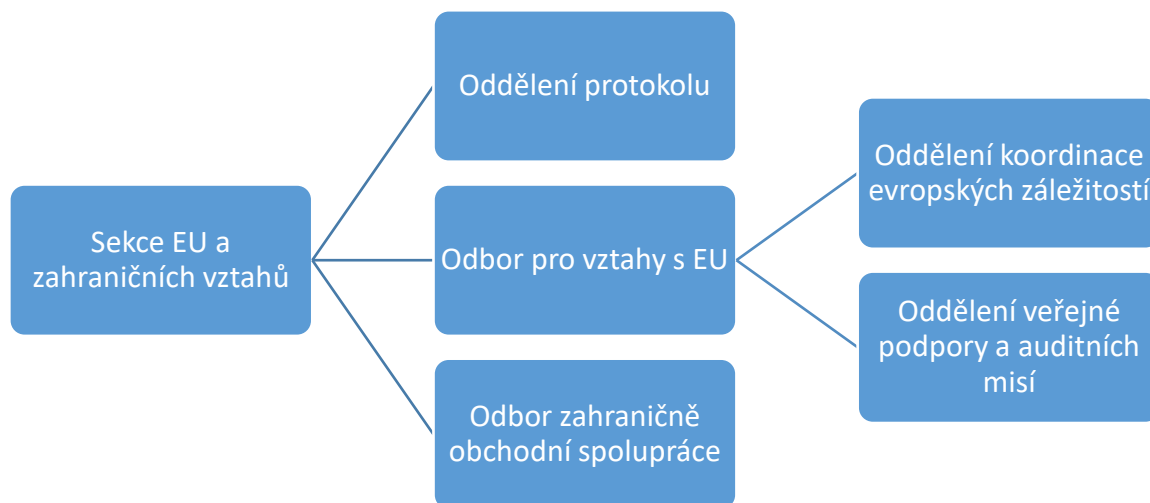 Sekce EU a
zahraničních vztahů
Oddělení protokolu
Odbor pro vztahy s EU
Odbor zahraničně
obchodní spolupráce
Oddělení koordinace
evropských záležitostí
Oddělení veřejné
podpory a auditních
misí